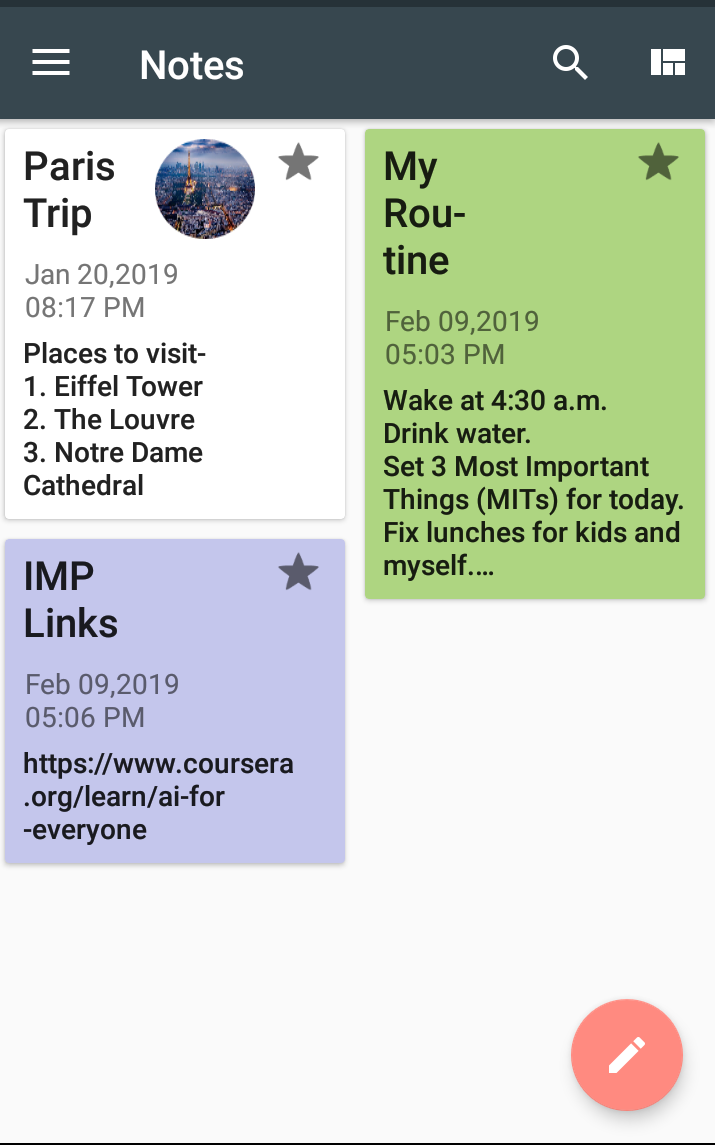 Notes
Paris
Trip
Jan 20,2019
08:17 PM
Places to visit-
1. Eiffel Tower
2. The Louvre
3. Notre Dame
Cathedral
My
Rou-
tine
Feb 09,2019
05:03 PM
Wake at 4:30 a.m.
Drink water.
Set 3 Most Important
Things (MITs) for today.
Fix lunches for kids and
myself.…
IMP
Links
Feb 09,2019
05:06 PM
https://www.coursera
.org/learn/ai-for
-everyone